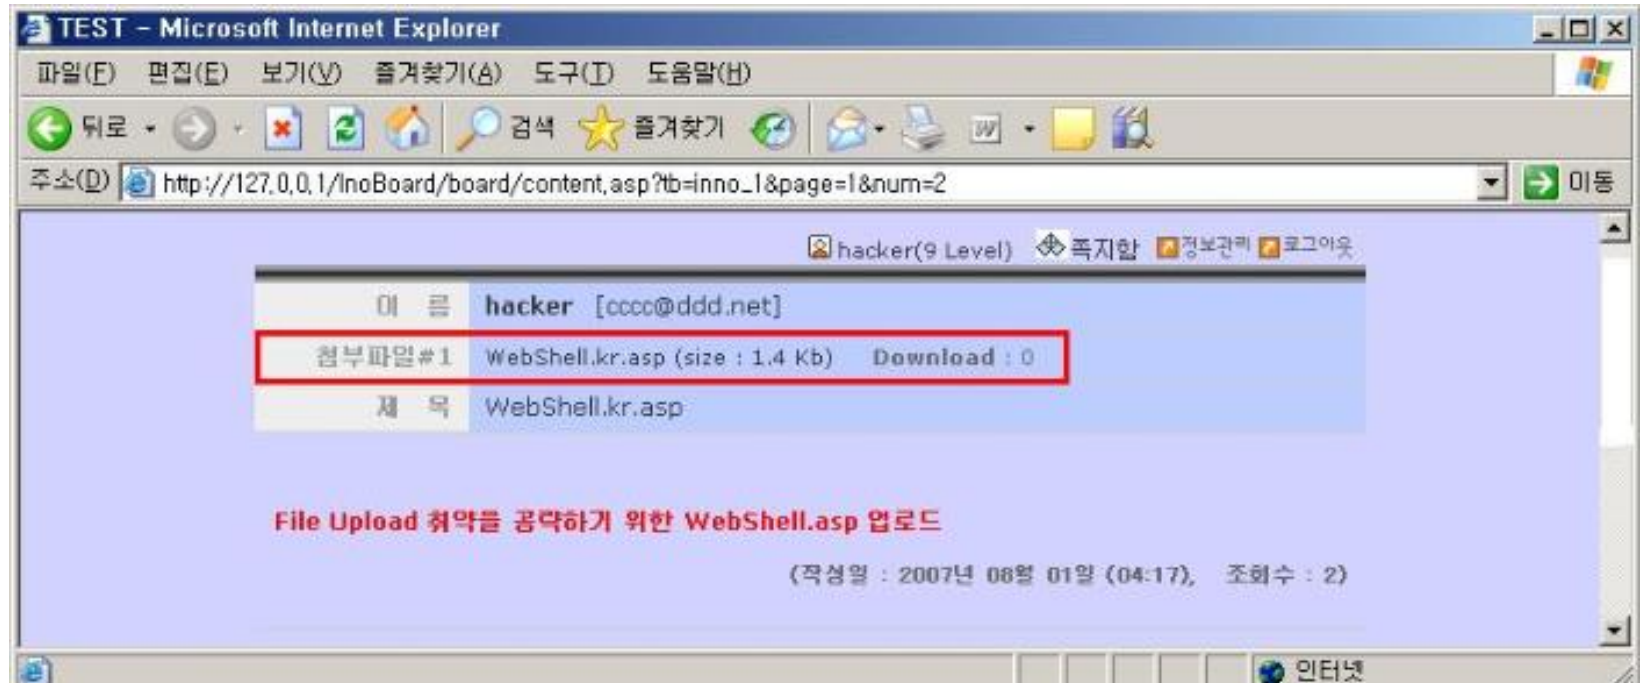 TEST - Microsoft Internet Explorer
파일(F) 편집(E) 보기(V) 즐겨찾기(A) 도구(T) 도움말(H)
뒤로 검색 즐겨찾기
주소(D) http://127.0.0.1/InoBoard/board/content.asp?tb=inno_1&page=1&num=2 이동
hacker(9 Level) 쪽지함 정보관리 로그아웃
이 름 hacker [cccc@ddd.net]
첨부파일#1 WebShell.kr.asp (size : 1.4 Kb) Download : 0
제 목 WebShell.kr.asp
File Upload 취약을 공략하기 위한 WebShell.asp 업로드
(작성일 : 2007년 08월 01일 (04:17), 조회수 : 2)
인터넷